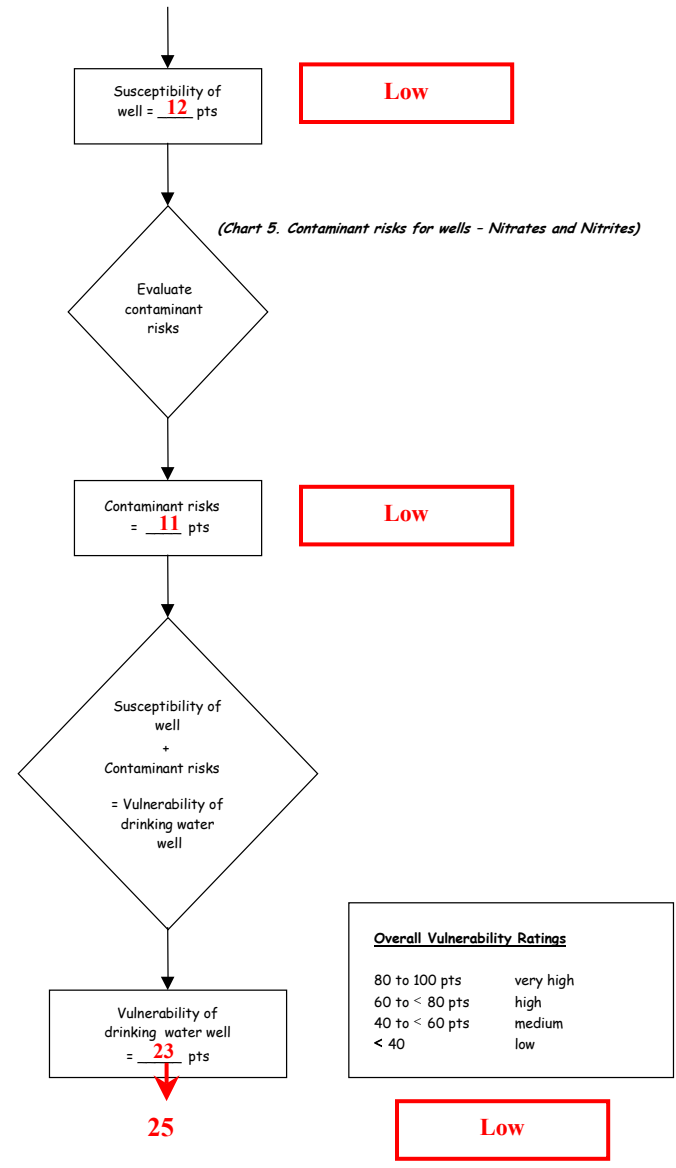 Susceptibility of
well = 12 pts
Low
(Chart 5. Contaminant risks for wells – Nitrates and Nitrites)
Evaluate
contaminant
risks
Contaminant risks
= 11 pts
Low
Susceptibility of
well
+
Contaminant risks
= Vulnerability of
drinking water
well
Vulnerability of
drinking water well
= 23 pts
25
Overall Vulnerability Ratings
80 to 100 pts very high
60 to < 80 pts high
40 to < 60 pts medium
< 40 low
Low